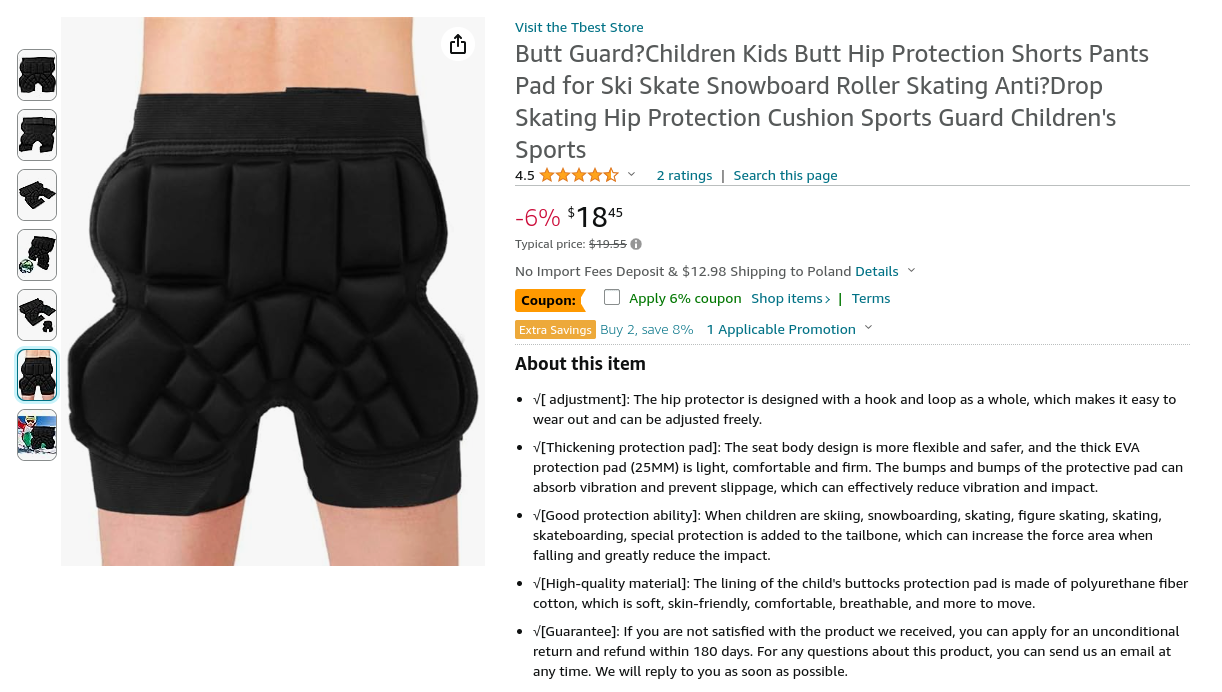 Visit the Tbest Store
Butt Guard?Children Kids Butt Hip Protection Shorts Pants
Pad for Ski Skate Snowboard Roller Skating Anti?Drop
Skating Hip Protection Cushion Sports Guard Children's
Sports
4.5 2 ratings | Search this page
-6% $18 45
Typical price: $19.55
No Import Fees Deposit & $12.98 Shipping to Poland Details
Coupon: Apply 6% coupon Shop items › | Terms
Extra Savings Buy 2, save 8% 1 Applicable Promotion
About this item
• √[ adjustment]: The hip protector is designed with a hook and loop as a whole, which makes it easy to
wear out and can be adjusted freely.
• √[Thickening protection pad]: The seat body design is more flexible and safer, and the thick EVA
protection pad (25MM) is light, comfortable and firm. The bumps and bumps of the protective pad can
absorb vibration and prevent slippage, which can effectively reduce vibration and impact.
• √[Good protection ability]: When children are skiing, snowboarding, skating, figure skating, skating,
skateboarding, special protection is added to the tailbone, which can increase the force area when
falling and greatly reduce the impact.
• √[High-quality material]: The lining of the child's buttocks protection pad is made of polyurethane fiber
cotton, which is soft, skin-friendly, comfortable, breathable, and more to move.
• √[Guarantee]: If you are not satisfied with the product we received, you can apply for an unconditional
return and refund within 180 days. For any questions about this product, you can send us an email at
any time. We will reply to you as soon as possible.